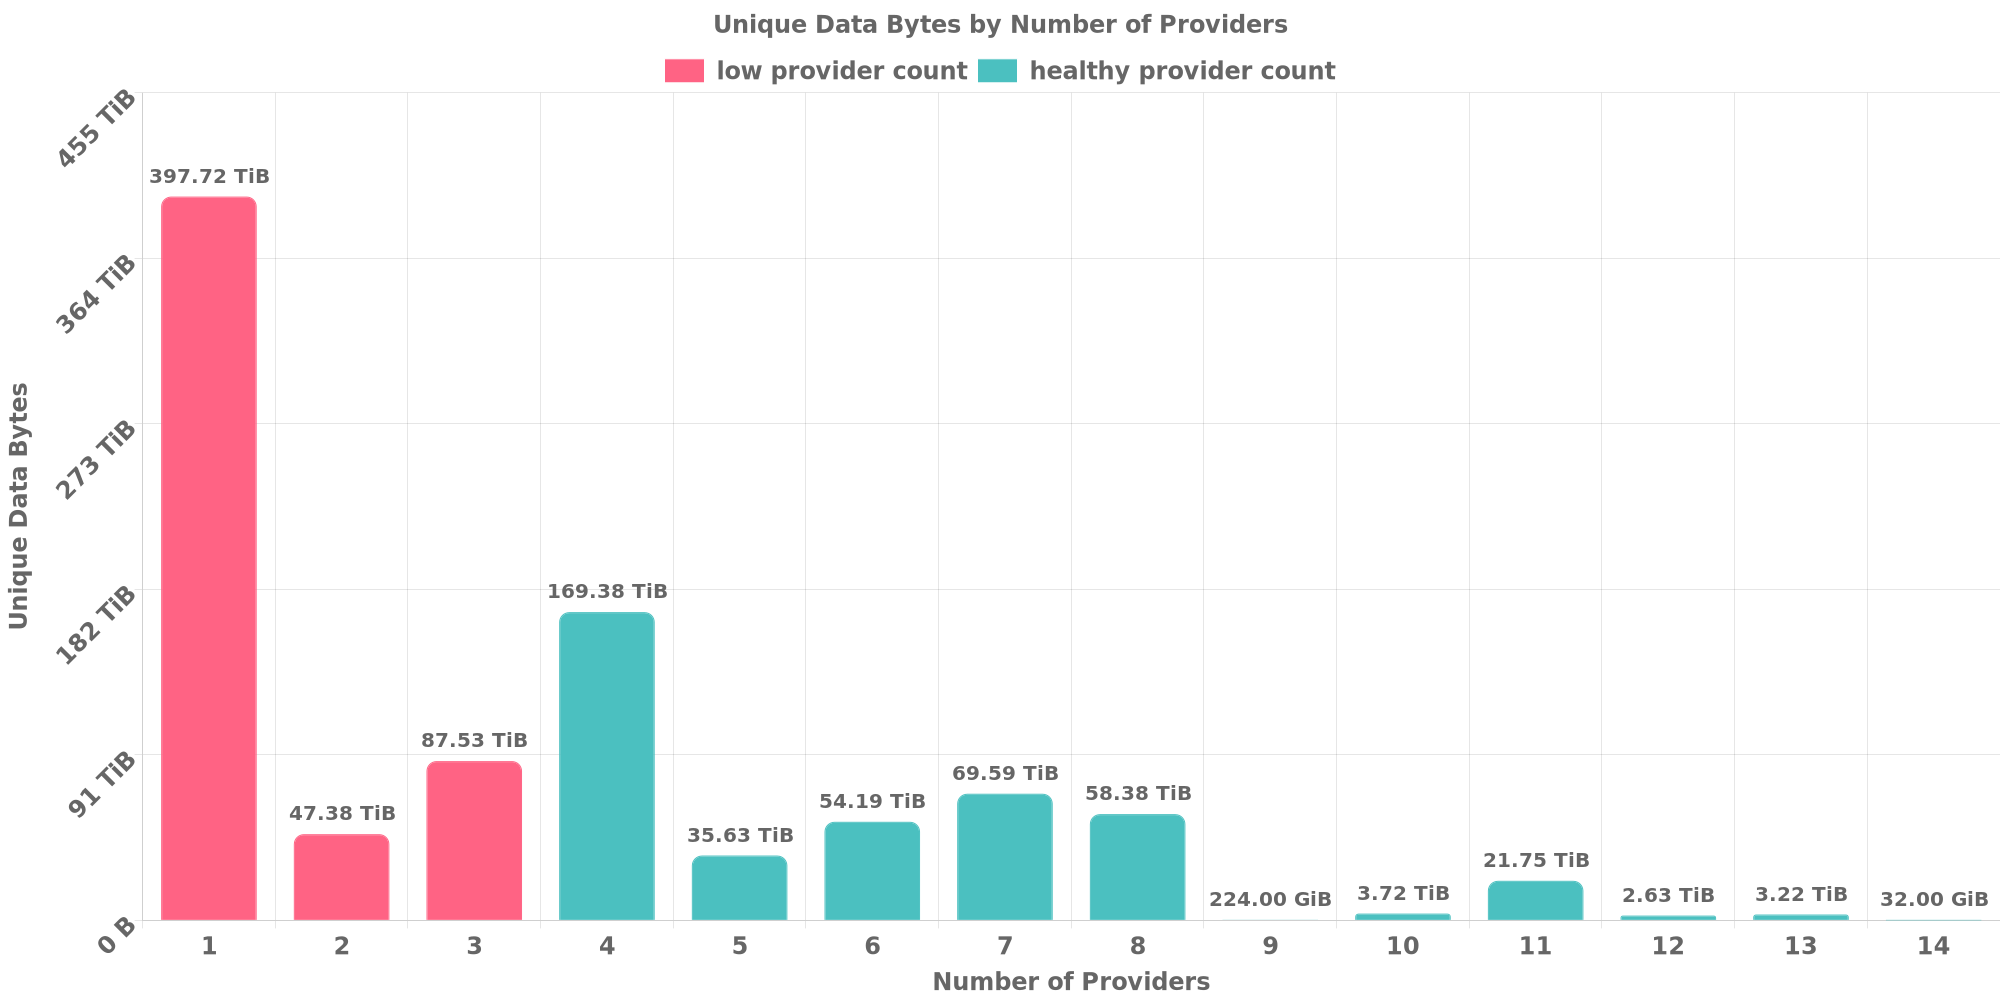 Unique Data Bytes by Number of Providers
low provider count healthy provider count
455 TiB
364 TiB
273 TiB
182 TiB
91 TiB
0 B
Unique Data Bytes
397.72 TiB
47.38 TiB
87.53 TiB
169.38 TiB
35.63 TiB
54.19 TiB
69.59 TiB
58.38 TiB
224.00 GiB
3.72 TiB
21.75 TiB
2.63 TiB
3.22 TiB
32.00 GiB
1 2 3 4 5 6 7 8 9 10 11 12 13 14
Number of Providers